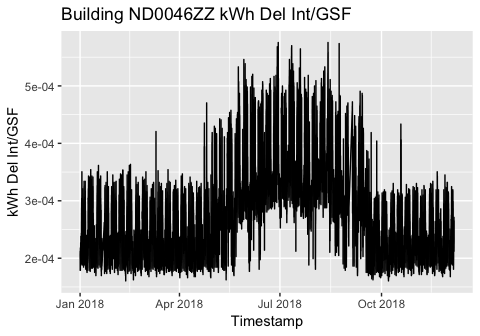 Building ND0046ZZ kWh Del Int/GSF
kWh Del Int/GSF
5e-04
4e-04
3e-04
2e-04
Jan 2018 Apr 2018 Jul 2018 Oct 2018
Timestamp